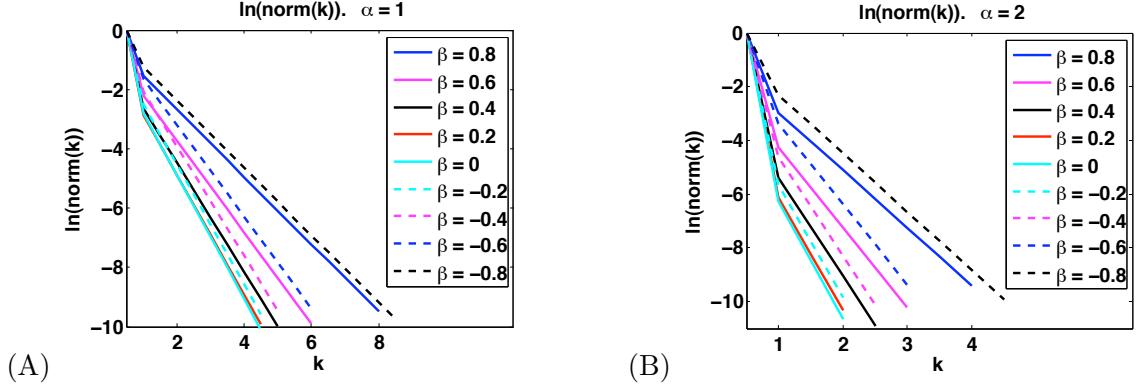 ln(norm(k)).   α = 1
ln(norm(k))
0
−2
−4
−6
−8
−10
2
4
6
8
k
β = 0.8
β = 0.6
β = 0.4
β = 0.2
β = 0
β = −0.2
β = −0.4
β = −0.6
β = −0.8
(A)
ln(norm(k)).   α = 2
ln(norm(k))
0
−2
−4
−6
−8
−10
1
2
3
4
k
β = 0.8
β = 0.6
β = 0.4
β = 0.2
β = 0
β = −0.2
β = −0.4
β = −0.6
β = −0.8
(B)